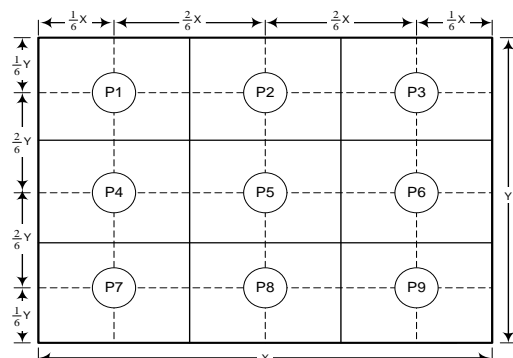 1/6 X 2/6 X 2/6 X 1/6 X
1/6 Y
P1 P2 P3
2/6 Y
P4 P5 P6 Y
2/6 Y
P7 P8 P9
1/6 Y
X